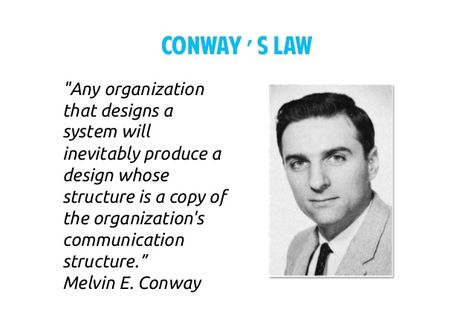 CONWAY ’ S LAW
"Any organization
that designs a
system will
inevitably produce a
design whose
structure is a copy of
the organization's
communication
structure.”
Melvin E. Conway